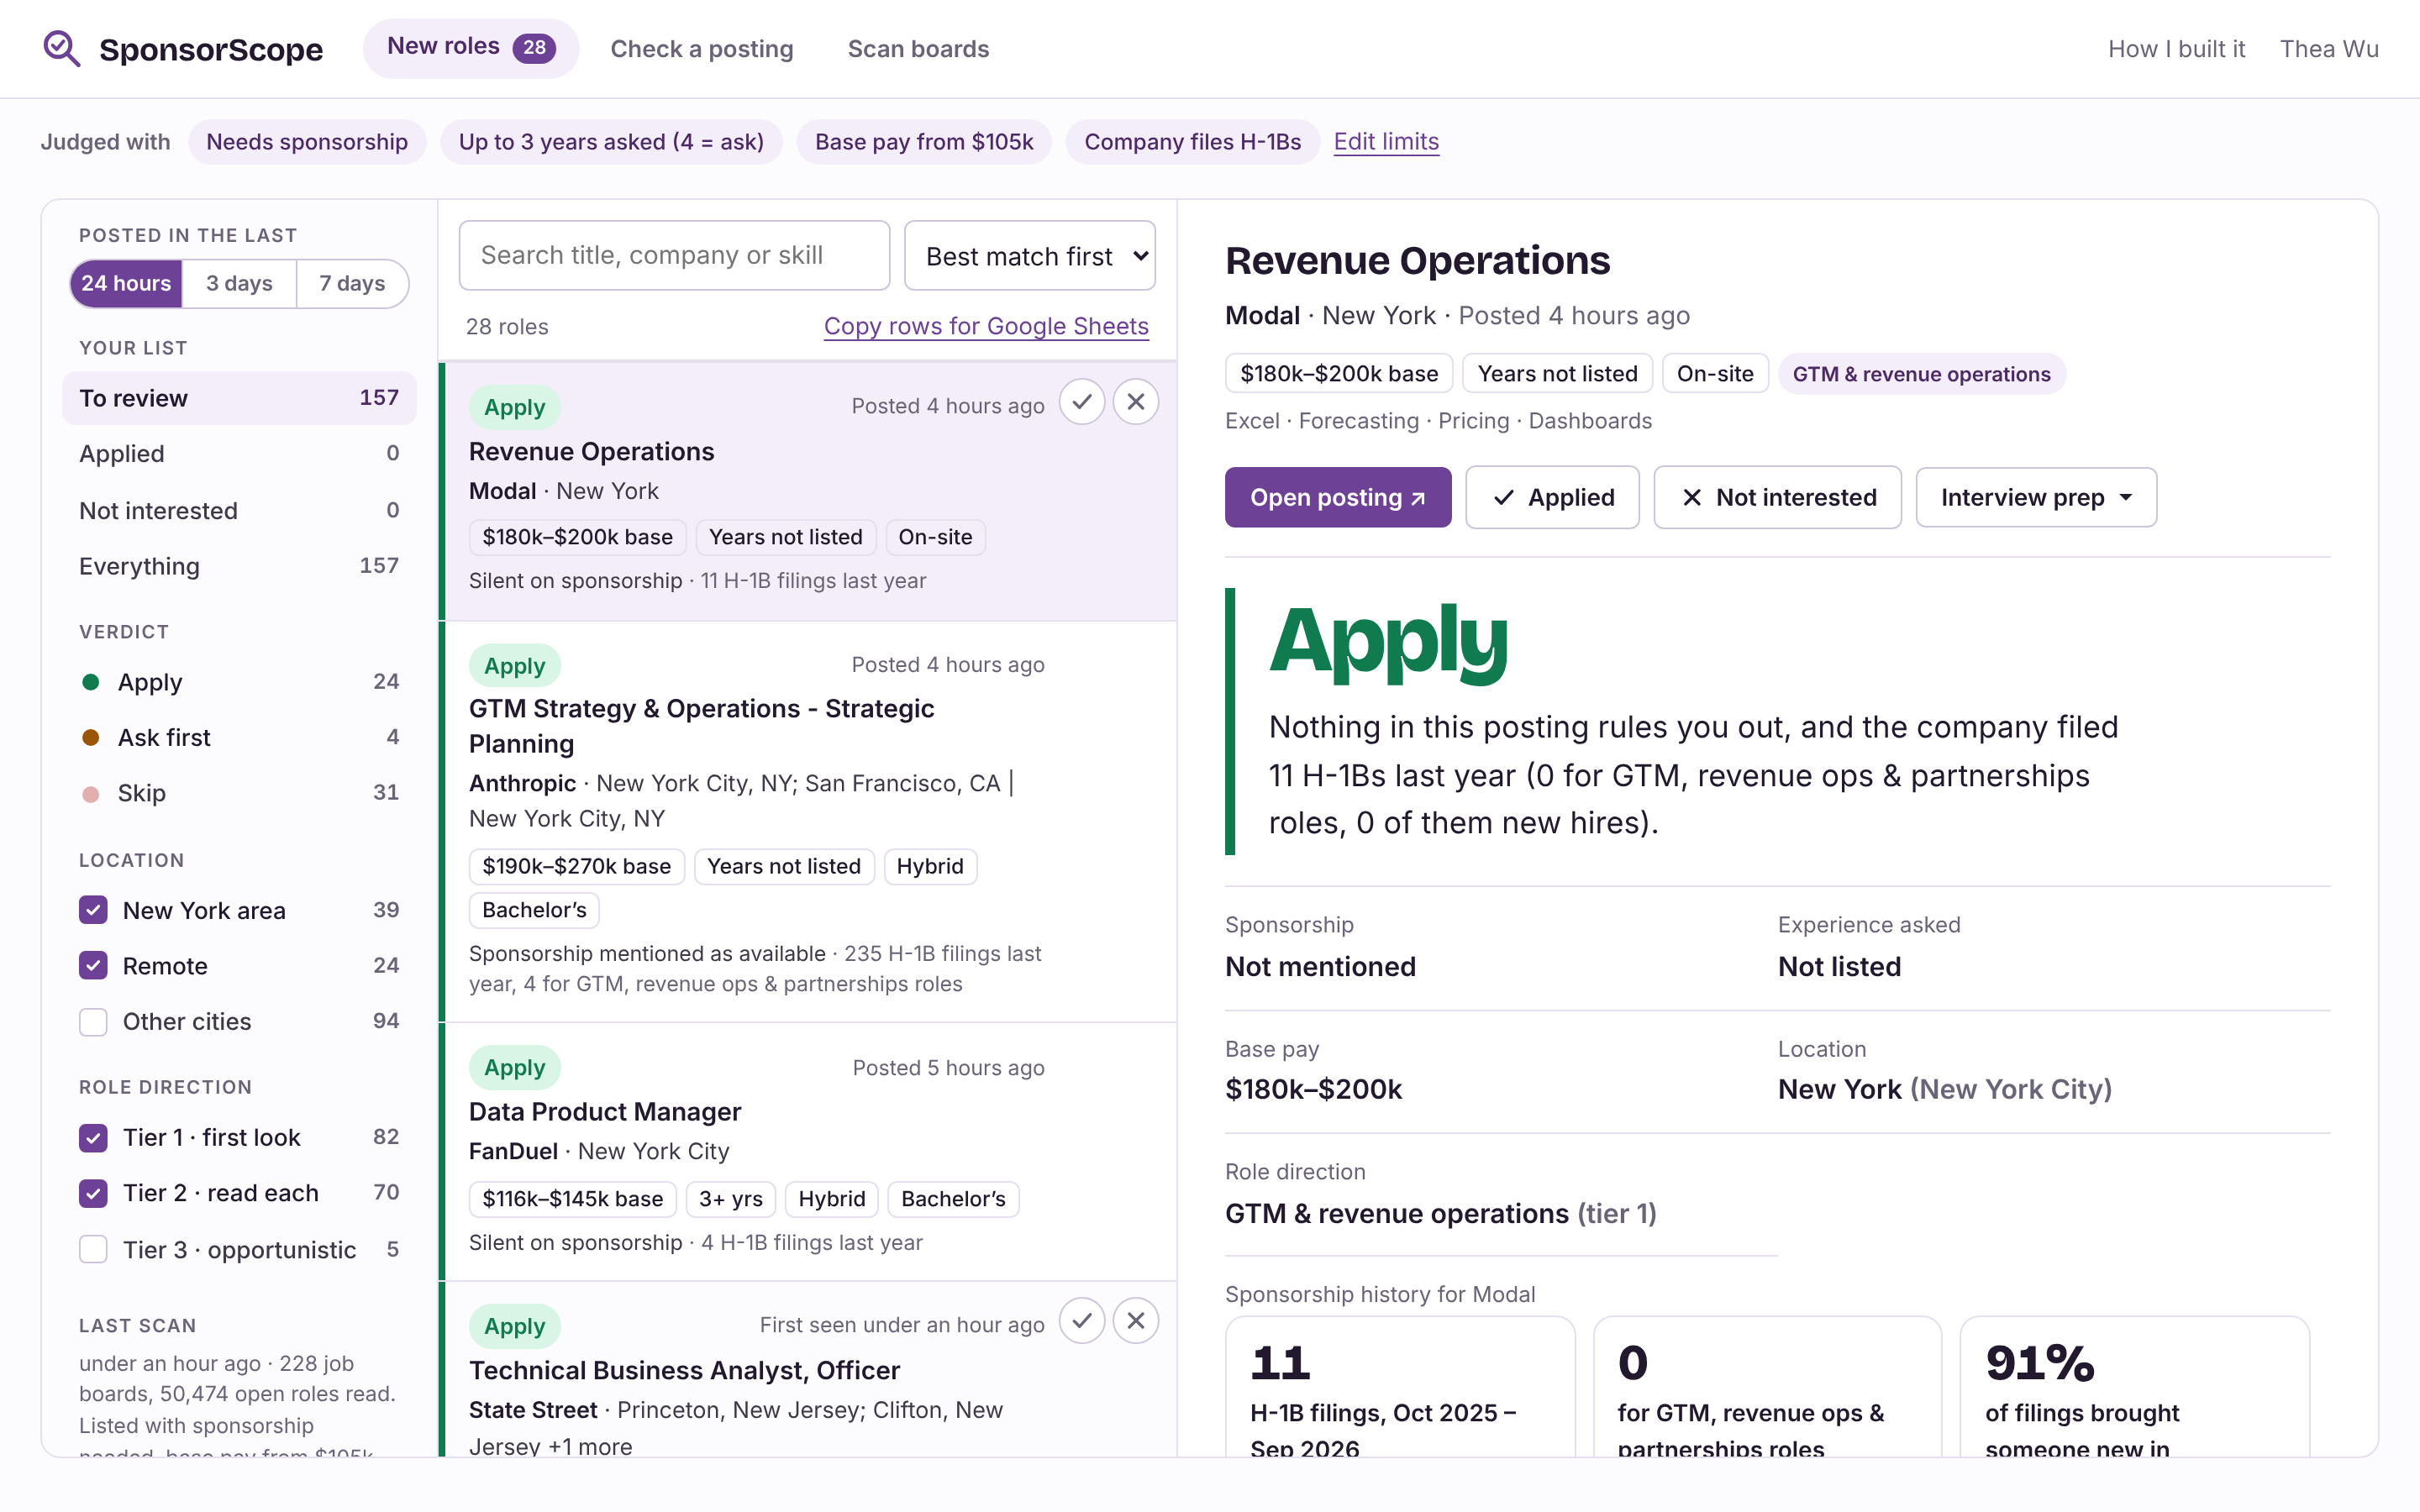 SponsorScope
New roles 28
Check a posting
Scan boards
How I built it
Thea Wu
Judged with
Needs sponsorship
Up to 3 years asked (4 = ask)
Base pay from $105k
Company files H-1Bs
Edit limits
POSTED IN THE LAST
24 hours
3 days
7 days
YOUR LIST
To review 157
Applied 0
Not interested 0
Everything 157
VERDICT
Apply 24
Ask first 4
Skip 31
LOCATION
New York area 39
Remote 24
Other cities 94
ROLE DIRECTION
Tier 1 · first look 82
Tier 2 · read each 70
Tier 3 · opportunistic 5
LAST SCAN
under an hour ago · 228 job
boards, 50,474 open roles read.
Listed with sponsorship
needed, base pay from $105k
Search title, company or skill
Best match first
28 roles
Copy rows for Google Sheets
Apply
Posted 4 hours ago
Revenue Operations
Modal · New York
$180k–$200k base
Years not listed
On-site
Silent on sponsorship · 11 H-1B filings last year
Apply
Posted 4 hours ago
GTM Strategy & Operations - Strategic
Planning
Anthropic · New York City, NY; San Francisco, CA |
New York City, NY
$190k–$270k base
Years not listed
Hybrid
Bachelor’s
Sponsorship mentioned as available · 235 H-1B filings last
year, 4 for GTM, revenue ops & partnerships roles
Apply
Posted 5 hours ago
Data Product Manager
FanDuel · New York City
$116k–$145k base
3+ yrs
Hybrid
Bachelor’s
Silent on sponsorship · 4 H-1B filings last year
Apply
First seen under an hour ago
Technical Business Analyst, Officer
State Street · Princeton, New Jersey; Clifton, New
Jersey +1 more
Revenue Operations
Modal · New York · Posted 4 hours ago
$180k–$200k base
Years not listed
On-site
GTM & revenue operations
Excel · Forecasting · Pricing · Dashboards
Open posting ↗
Applied
Not interested
Interview prep
Apply
Nothing in this posting rules you out, and the company filed
11 H-1Bs last year (0 for GTM, revenue ops & partnerships
roles, 0 of them new hires).
Sponsorship
Not mentioned
Experience asked
Not listed
Base pay
$180k–$200k
Location
New York (New York City)
Role direction
GTM & revenue operations (tier 1)
Sponsorship history for Modal
11
H-1B filings, Oct 2025 –
Sep 2026
0
for GTM, revenue ops &
partnerships roles
91%
of filings brought
someone new in